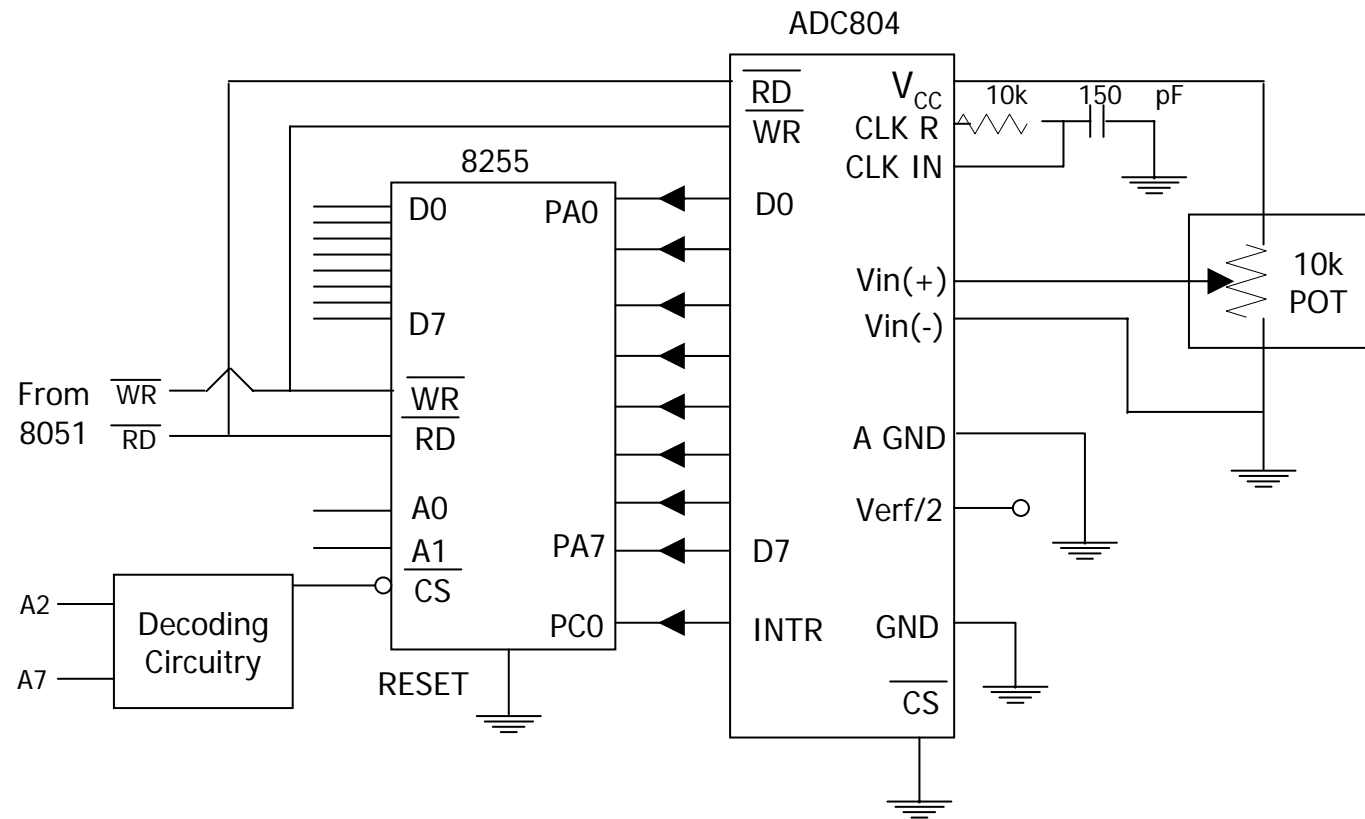 ADC804
RD
WR
D0
D7
INTR
VCC
CLK R
CLK IN
Vin(+)
Vin(-)
A GND
Verf/2
GND
CS
10k
150 pF
10k
POT
8255
D0
D7
WR
RD
A0
A1
CS
RESET
PA0
PA7
PC0
From WR
8051 RD
A2
A7
Decoding
Circuitry